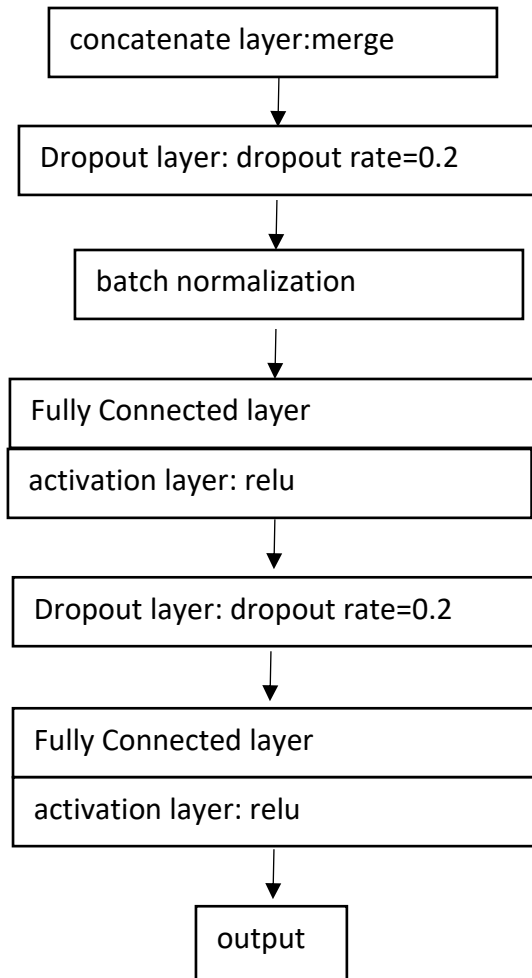 concatenate layer:merge
Dropout layer: dropout rate=0.2
batch normalization
Fully Connected layer
activation layer: relu
Dropout layer: dropout rate=0.2
Fully Connected layer
activation layer: relu
output